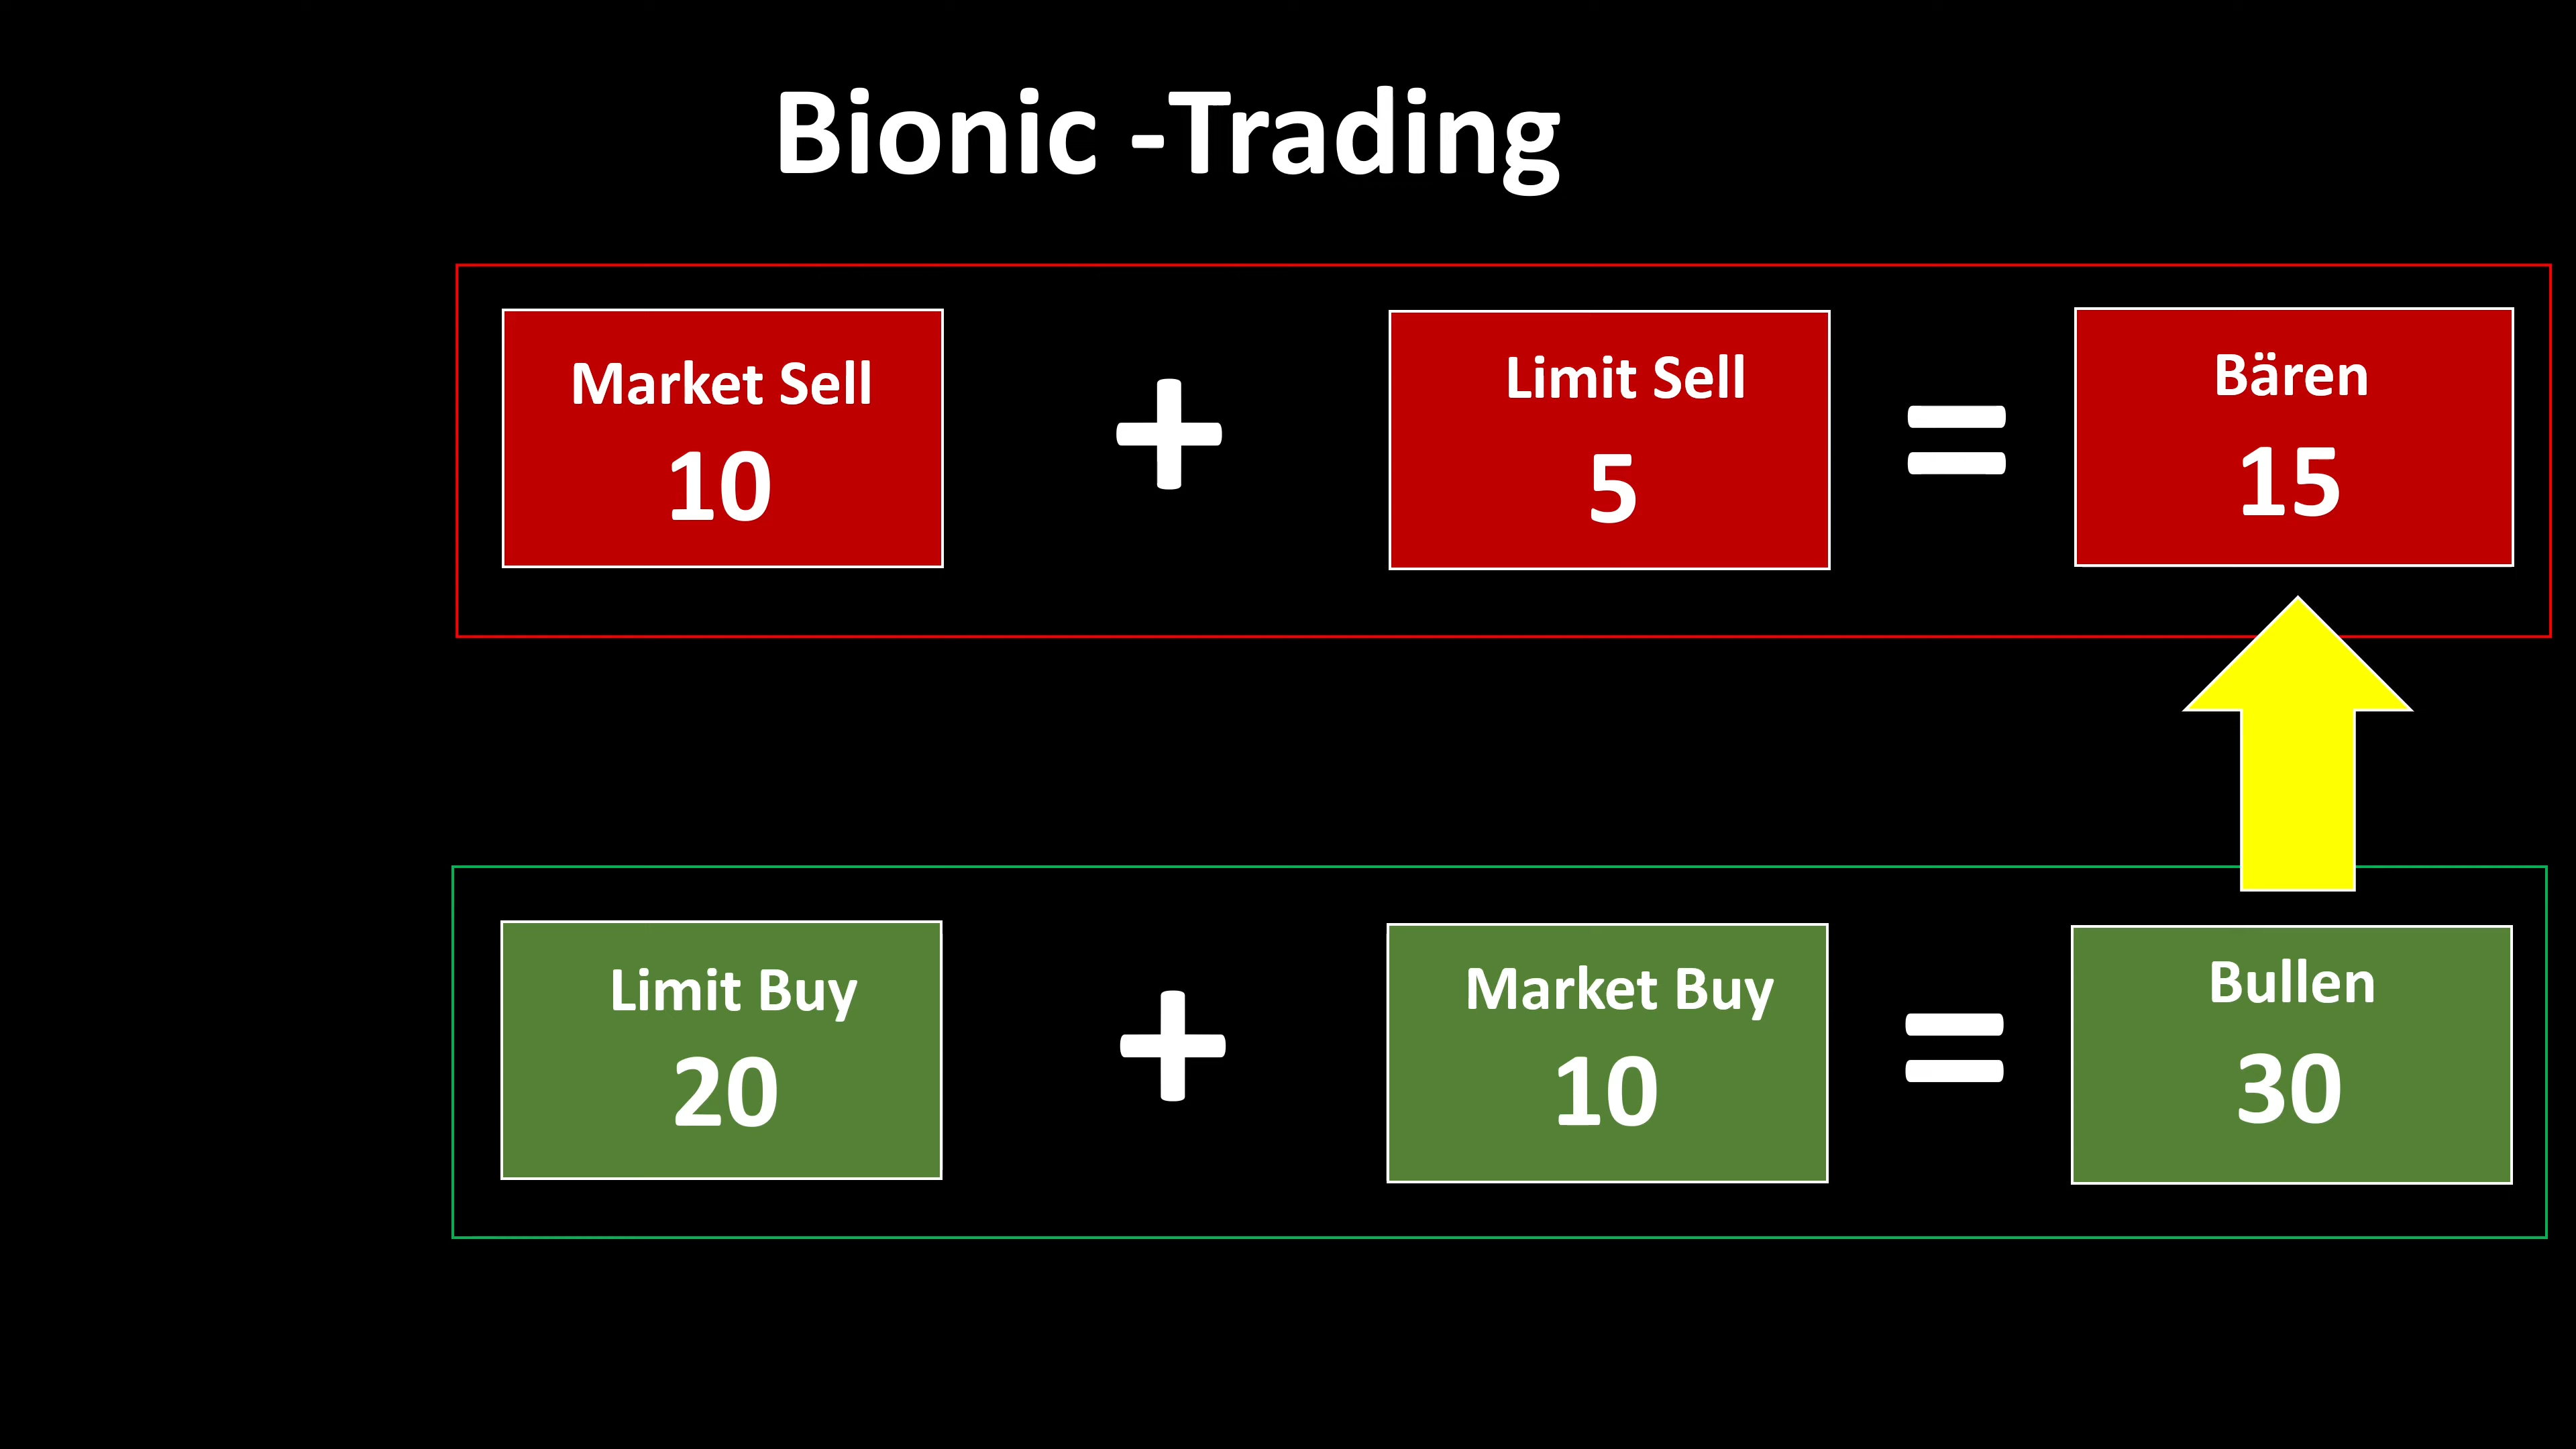 Bionic -Trading
Market Sell
10
+
Limit Sell
5
=
Bären
15
Limit Buy
20
+
Market Buy
10
=
Bullen
30